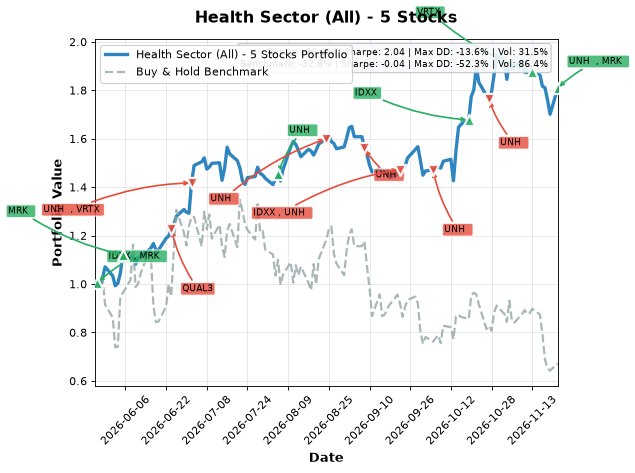 VRTX
Health Sector (All) - 5 Stocks
Health Sector (All) - 5 Stocks Portfolio
Sharpe: 2.04 | Max DD: -13.6% | Vol: 31.5%
Buy & Hold Benchmark
Benchmark: -32.8% | Sharpe: -0.04 | Max DD: -52.3% | Vol: 86.4%
UNH , MRK
IDXX
UNH
UNH
UNH
UNH
IDXX , UNH
UNH , VRTX
MRK
UNH
IDXX , MRK
QUAL3
Portfolio Value
2.0
1.8
1.6
1.4
1.2
1.0
0.8
0.6
2026-06-06
2026-06-22
2026-07-08
2026-07-24
2026-08-09
2026-08-25
2026-09-10
2026-09-26
2026-10-12
2026-10-28
2026-11-13
Date